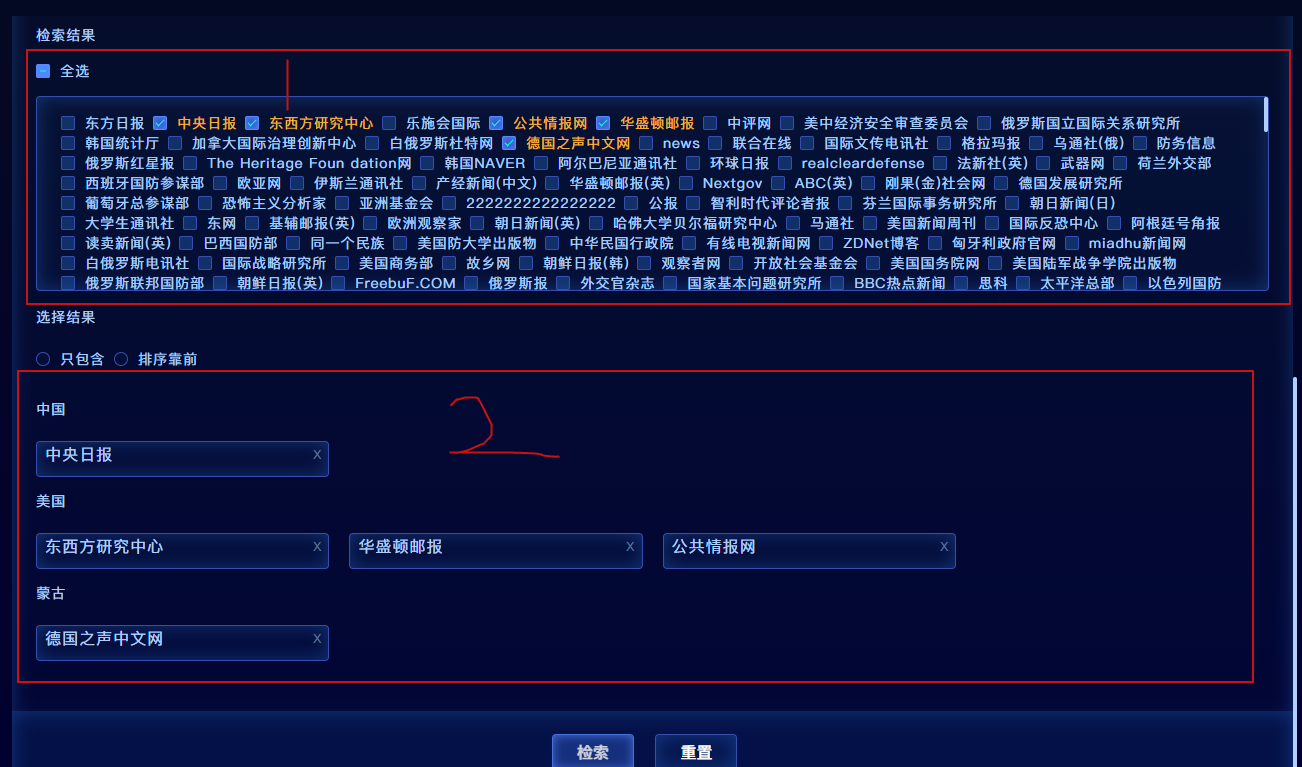 检索结果
全选
东方日报 中央日报 东西方研究中心 乐施会国际 公共情报网 华盛顿邮报 中评网 美中经济安全审查委员会 俄罗斯国立国际关系研究所
韩国统计厅 加拿大国际治理创新中心 白俄罗斯杜特网 德国之声中文网 news 联合在线 国际文传电讯社 格拉玛报 乌通社(俄) 防务信息
俄罗斯红星报 The Heritage Foun dation网 韩国NAVER 阿尔巴尼亚通讯社 环球日报 realcleardefense 法新社(英) 武器网 荷兰外交部
西班牙国防参谋部 欧亚网 伊斯兰通讯社 产经新闻(中文) 华盛顿邮报(英) Nextgov ABC(英) 刚果(金)社会网 德国发展研究所
葡萄牙总参谋部 恐怖主义分析家 亚洲基金会 2222222222222222 公报 智利时代评论者报 芬兰国际事务研究所 朝日新闻(日)
大学生通讯社 东网 基辅邮报(英) 欧洲观察家 朝日新闻(英) 哈佛大学贝尔福研究中心 马通社 美国新闻周刊 国际反恐中心 阿根廷号角报
读卖新闻(英) 巴西国防部 同一个民族 美国防大学出版物 中华民国行政院 有线电视新闻网 ZDNet博客 匈牙利政府官网 miadhu新闻网
白俄罗斯电讯社 国际战略研究所 美国商务部 故乡网 朝鲜日报(韩) 观察者网 开放社会基金会 美国国务院网 美国陆军战争学院出版物
俄罗斯联邦国防部 朝鲜日报(英) FreebuF.COM 俄罗斯报 外交官杂志 国家基本问题研究所 BBC热点新闻 思科 太平洋总部 以色列国防
选择结果
只包含 排序靠前
中国
2
中央日报 X
美国
东西方研究中心 X 华盛顿邮报 X 公共情报网 X
蒙古
德国之声中文网 X
检索 重置